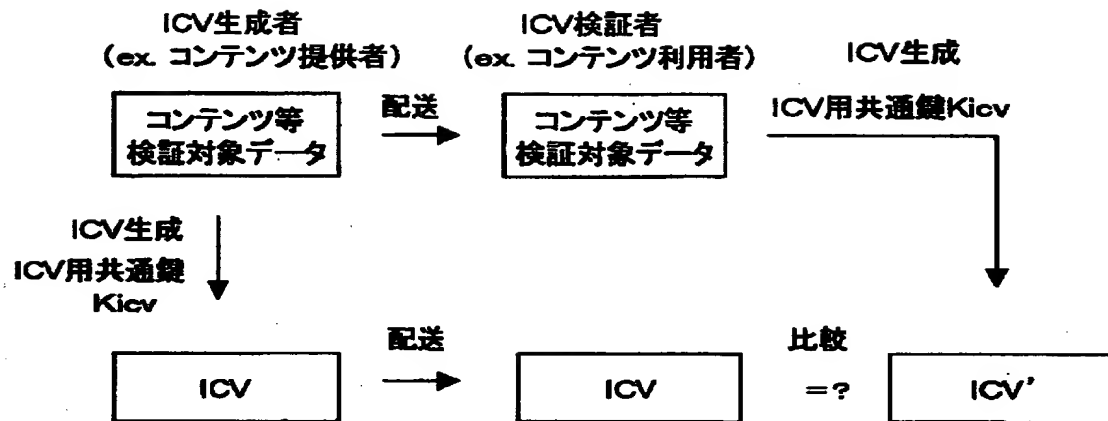 ICV生成者
(ex. コンテンツ提供者)
ICV検証者
(ex. コンテンツ利用者)
ICV生成
ICV用共通鍵Kicv
コンテンツ等
検証対象データ
配送
コンテンツ等
検証対象データ
ICV生成
ICV用共通鍵
Kicv
ICV
配送
ICV
比較
=?
ICV'